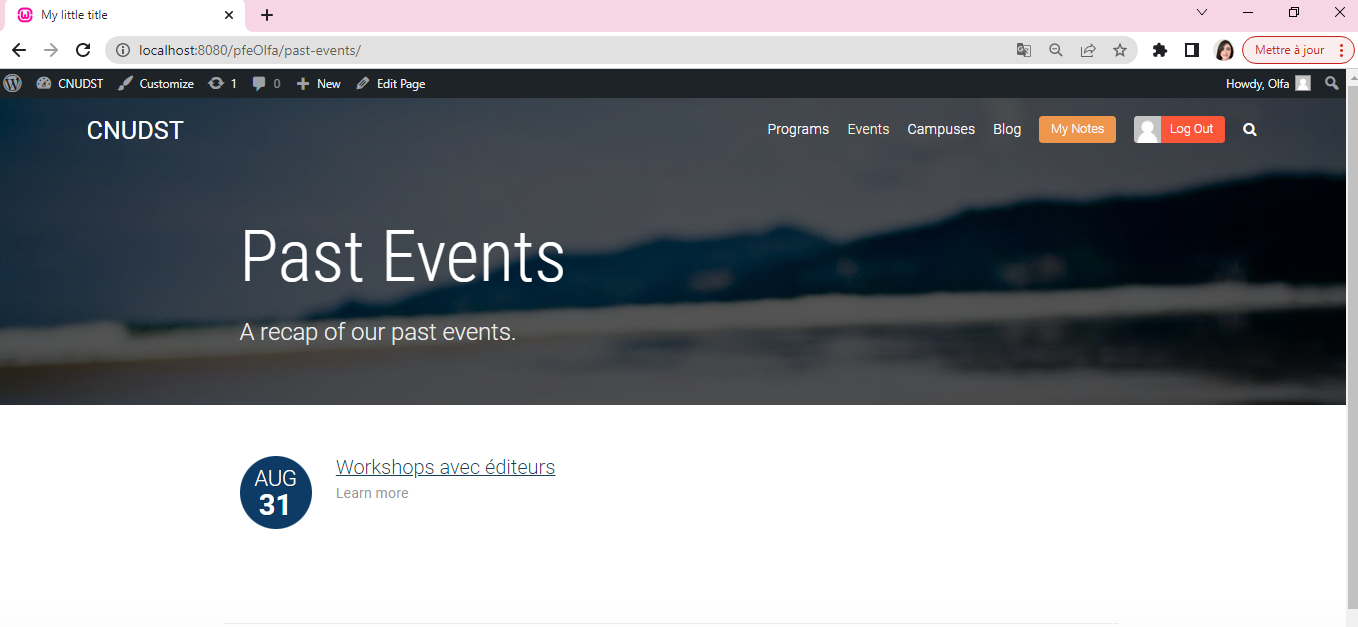 My little title
localhost:8080/pfeOlfa/past-events/
Mettre à jour
CNUDST Customize 1 0 New Edit Page Howdy, Olfa
CNUDST Programs Events Campuses Blog My Notes Log Out
Past Events
A recap of our past events.
AUG
31
Workshops avec éditeurs
Learn more